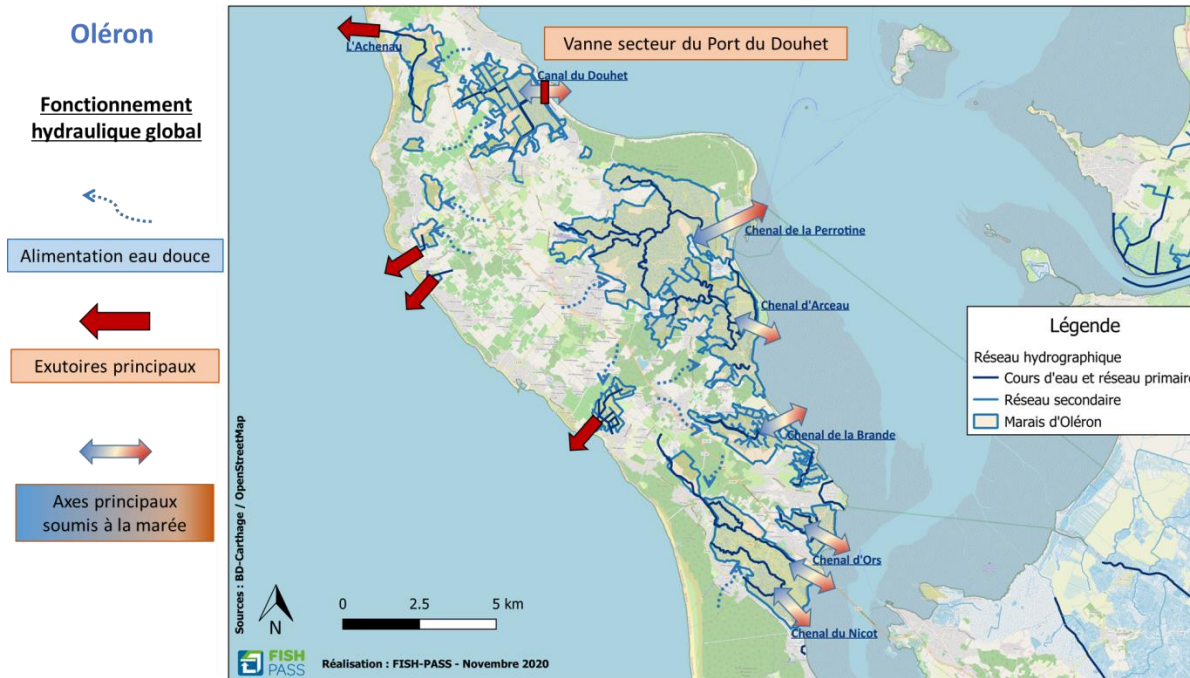 Oléron
Fonctionnement
hydraulique global
Alimentation eau douce
Exutoires principaux
Axes principaux
soumis à la marée
Vanne secteur du Port du Douhet
L'Achenau
Canal du Douhet
Chenal de la Perrotine
Chenal d'Arceau
Chenal de la Brande
Chenal d'Ors
Chenal du Nicot
Légende
Réseau hydrographique
Cours d'eau et réseau primaire
Réseau secondaire
Marais d'Oléron
Sources : BD-Carthage / OpenStreetMap
N
0 2.5 5 km
FISH
PASS
Réalisation : FISH-PASS - Novembre 2020